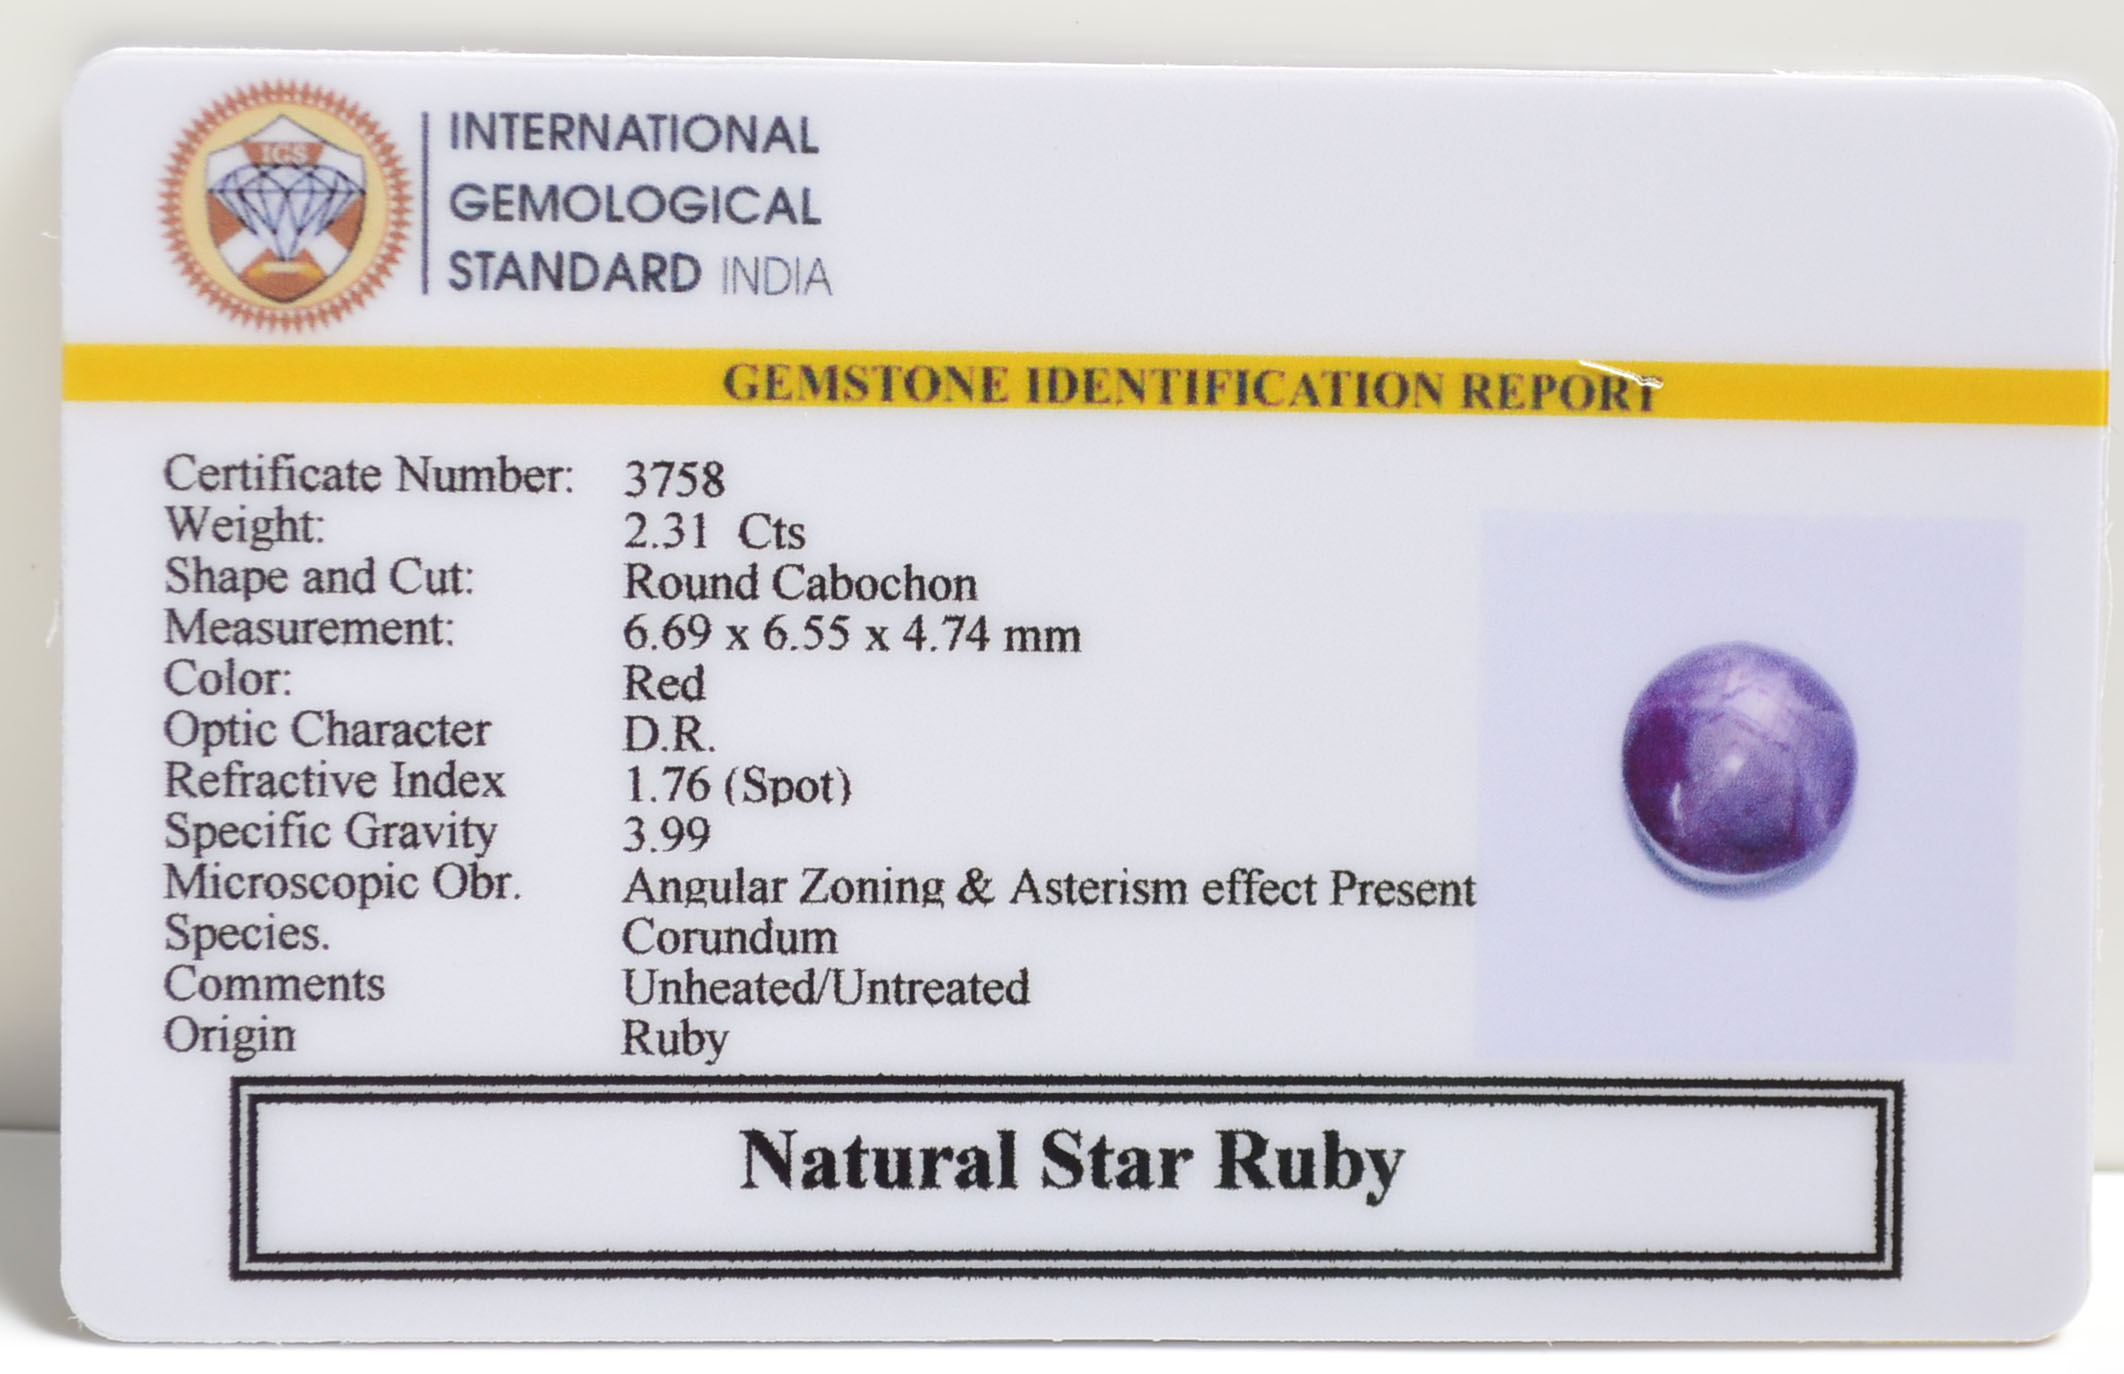 IGS
INTERNATIONAL
GEMOLOGICAL
STANDARD INDIA
GEMSTONE IDENTIFICATION REPORT
Certificate Number: 3758
Weight: 2.31 Cts
Shape and Cut: Round Cabochon
Measurement: 6.69 x 6.55 x 4.74 mm
Color: Red
Optic Character D.R.
Refractive Index 1.76 (Spot)
Specific Gravity 3.99
Microscopic Obr. Angular Zoning & Asterism effect Present
Species. Corundum
Comments Unheated/Untreated
Origin Ruby
Natural Star Ruby